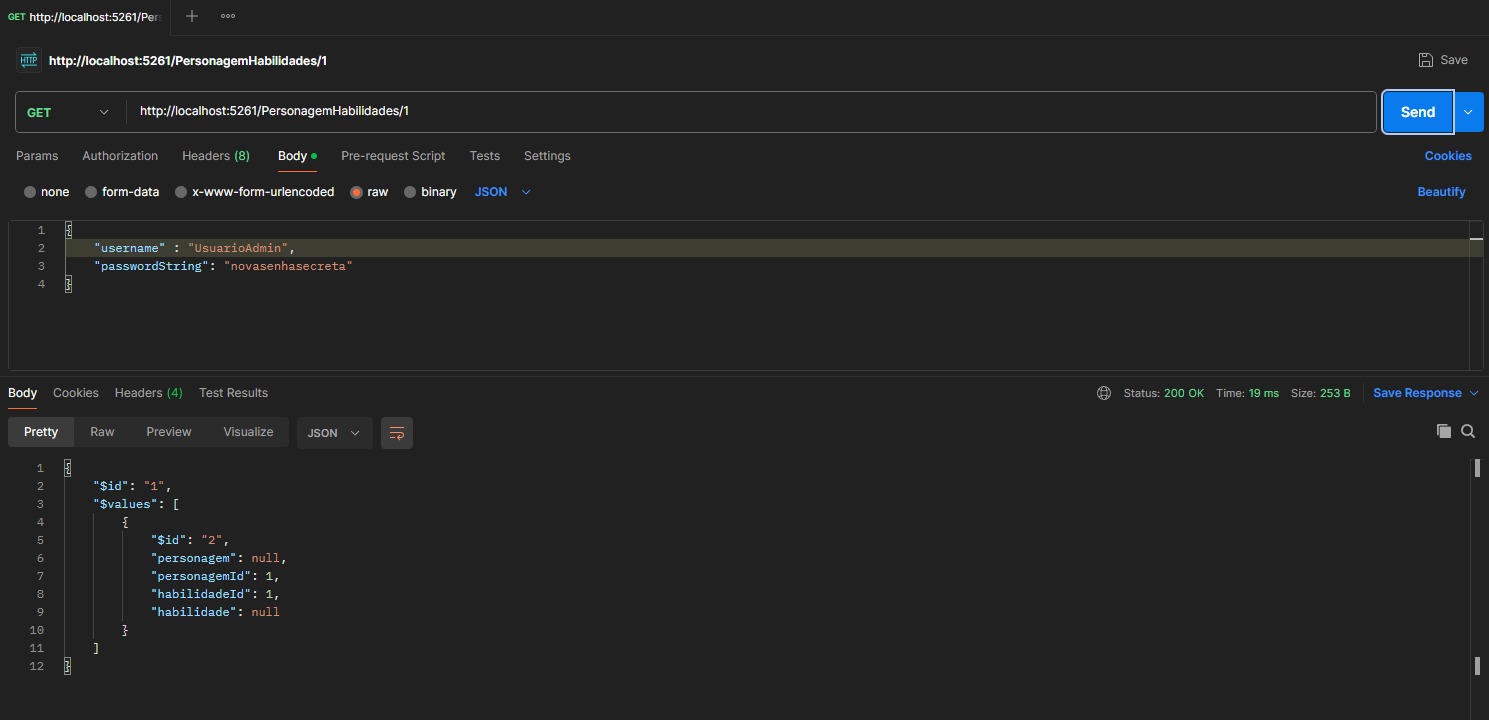 GET http://localhost:5261/Per
http://localhost:5261/PersonagemHabilidades/1
Save
GET http://localhost:5261/PersonagemHabilidades/1
Send
Params Authorization Headers (8) Body Pre-request Script Tests Settings Cookies
none form-data x-www-form-urlencoded raw binary JSON Beautify
1 {
2 "username" : "UsuarioAdmin",
3 "passwordString": "novasenhasecreta"
4 }
Body Cookies Headers (4) Test Results Status: 200 OK Time: 19 ms Size: 253 B Save Response
Pretty Raw Preview Visualize JSON
1 {
2 "$id": "1",
3 "$values": [
4 {
5 "$id": "2",
6 "personagem": null,
7 "personagemId": 1,
8 "habilidadeId": 1,
9 "habilidade": null
10 }
11 ]
12 }